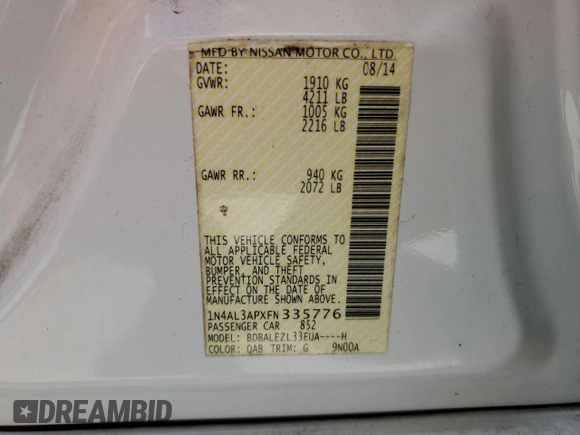 MFD BY NISSAN MOTOR CO., LTD.
DATE: 08/14
GVWR: 1910 KG
4211 LB
GAWR FR.: 1005 KG
2216 LB
GAWR RR.: 940 KG
2072 LB
THIS VEHICLE CONFORMS TO
ALL APPLICABLE FEDERAL
MOTOR VEHICLE SAFETY,
BUMPER, AND THEFT
PREVENTION STANDARDS IN
EFFECT ON THE DATE OF
MANUFACTURE SHOWN ABOVE.
1N4AL3APXFN335776
PASSENGER CAR 852
MODEL: BDBALEZL33EUA----H
COLOR: QAB TRIM: G 9N00A
DREAMBID